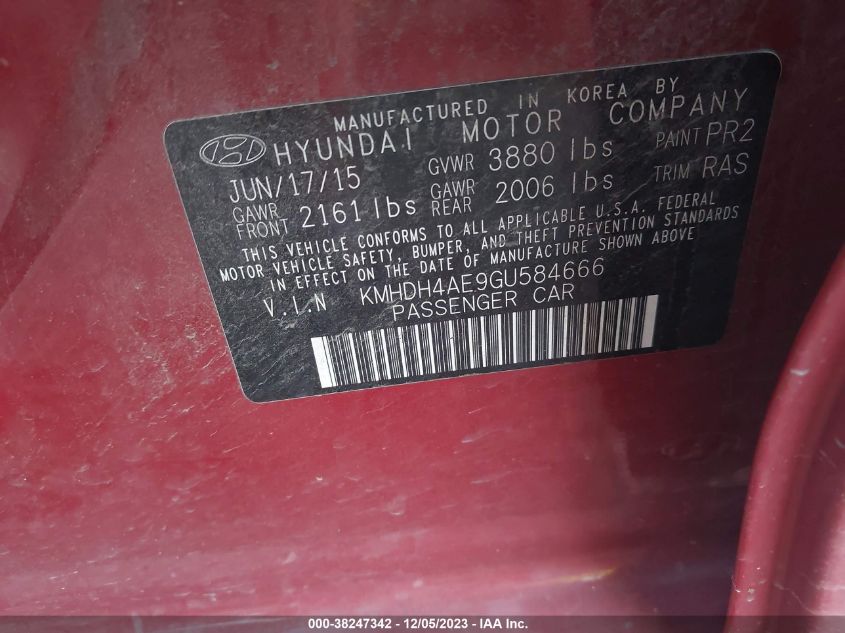 MANUFACTURED IN KOREA BY
HYUNDAI MOTOR COMPANY
JUN/17/15 GVWR 3880 lbs PAINT PR2
GAWR FRONT 2161 lbs GAWR REAR 2006 lbs TRIM RAS
THIS VEHICLE CONFORMS TO ALL APPLICABLE U.S.A. FEDERAL
MOTOR VEHICLE SAFETY, BUMPER, AND THEFT PREVENTION STANDARDS
IN EFFECT ON THE DATE OF MANUFACTURE SHOWN ABOVE
V.I.N KMHDH4AE9GU584666
PASSENGER CAR
000-38247342 - 12/05/2023 - IAA Inc.